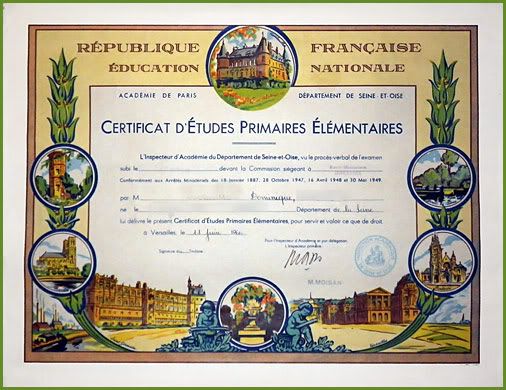 RÉPUBLIQUE FRANÇAISE
ÉDUCATION NATIONALE
ACADÉMIE DE PARIS DÉPARTEMENT DE SEINE-ET-OISE
CERTIFICAT D'ÉTUDES PRIMAIRES ÉLÉMENTAIRES
L'Inspecteur d'Académie du Département de Seine-et-Oise, vu le procès-verbal de l'examen
subi le devant la Commission siégeant à
Conformément aux Arrêtés Ministériels des 18 Janvier 1887, 28 Octobre 1947, 16 Avril 1948 et 30 Mai 1949.
par M Dominique,
né le Département de la Seine
lui délivre le présent Certificat d'Études Primaires Élémentaires, pour servir et valoir ce que de droit.
à Versailles, le 11 juin
Pour l'Inspecteur d'Académie et par délégation.
L'Inspecteur Primaire,
Signature du Titulaire
M. MOISAN